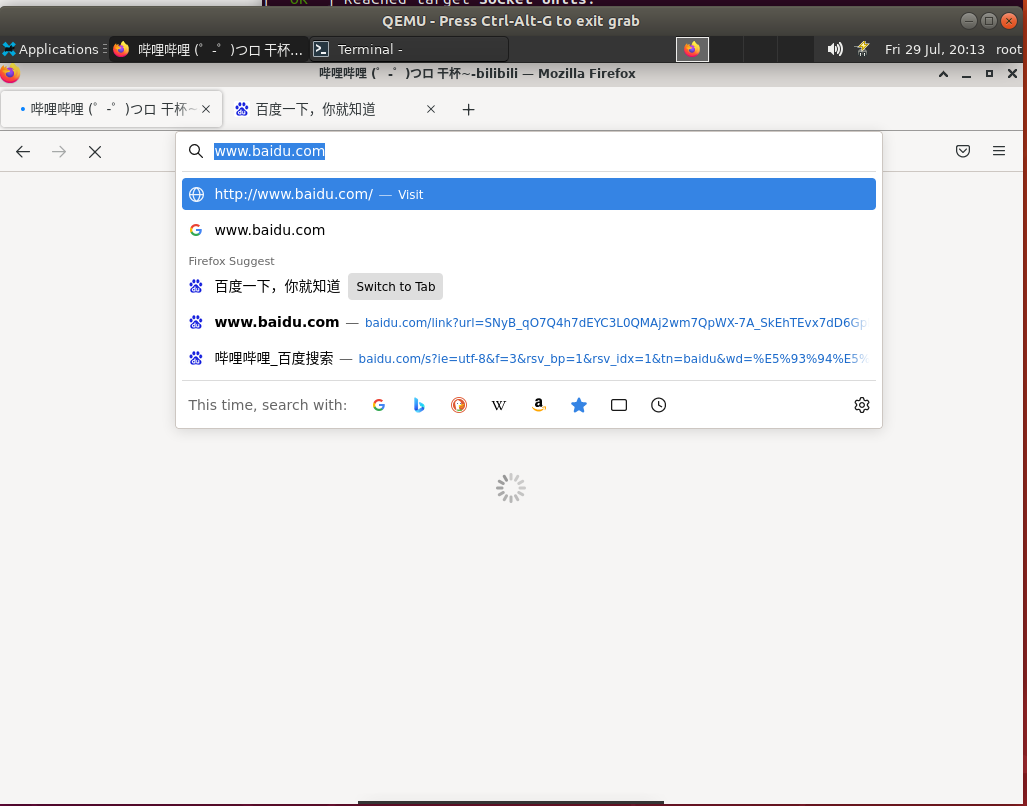 OK ] Reached target Socket Units.
QEMU - Press Ctrl-Alt-G to exit grab
Applications 哔哩哔哩 (゜-゜)つロ 干杯... Terminal - Fri 29 Jul, 20:13 root
哔哩哔哩 (゜-゜)つロ 干杯~-bilibili — Mozilla Firefox
哔哩哔哩 (゜-゜)つロ 干杯~ 百度一下，你就知道
www.baidu.com
http://www.baidu.com/ — Visit
www.baidu.com
Firefox Suggest
百度一下，你就知道 Switch to Tab
www.baidu.com — baidu.com/link?url=SNyB_qO7Q4h7dEYC3L0QMAj2wm7QpWX-7A_SkEhTEvx7dD6Gp
哔哩哔哩_百度搜索 — baidu.com/s?ie=utf-8&f=3&rsv_bp=1&rsv_idx=1&tn=baidu&wd=%E5%93%94%E5%
This time, search with: